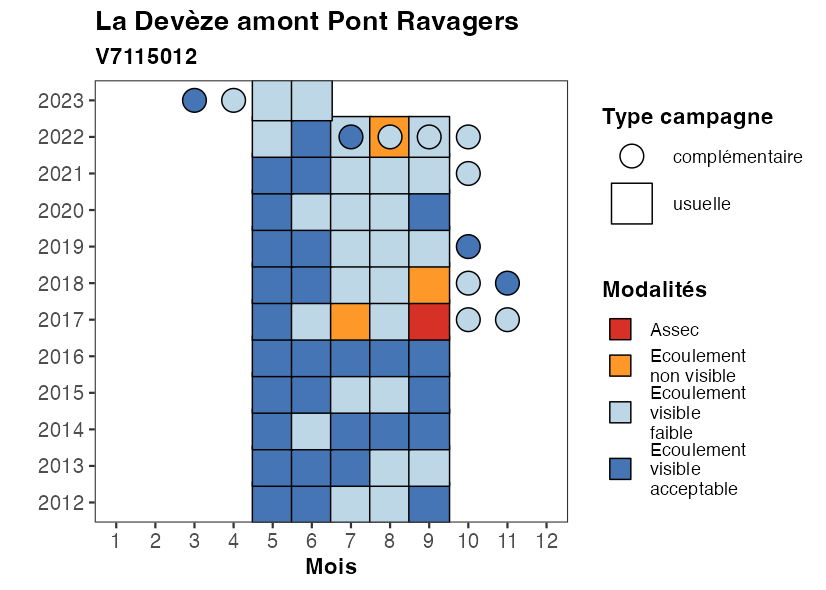 La Devèze amont Pont Ravagers
V7115012
2023
2022
2021
2020
2019
2018
2017
2016
2015
2014
2013
2012
1 2 3 4 5 6 7 8 9 10 11 12
Mois
Type campagne
complémentaire
usuelle
Modalités
Assec
Ecoulement
non visible
Ecoulement
visible
faible
Ecoulement
visible
acceptable